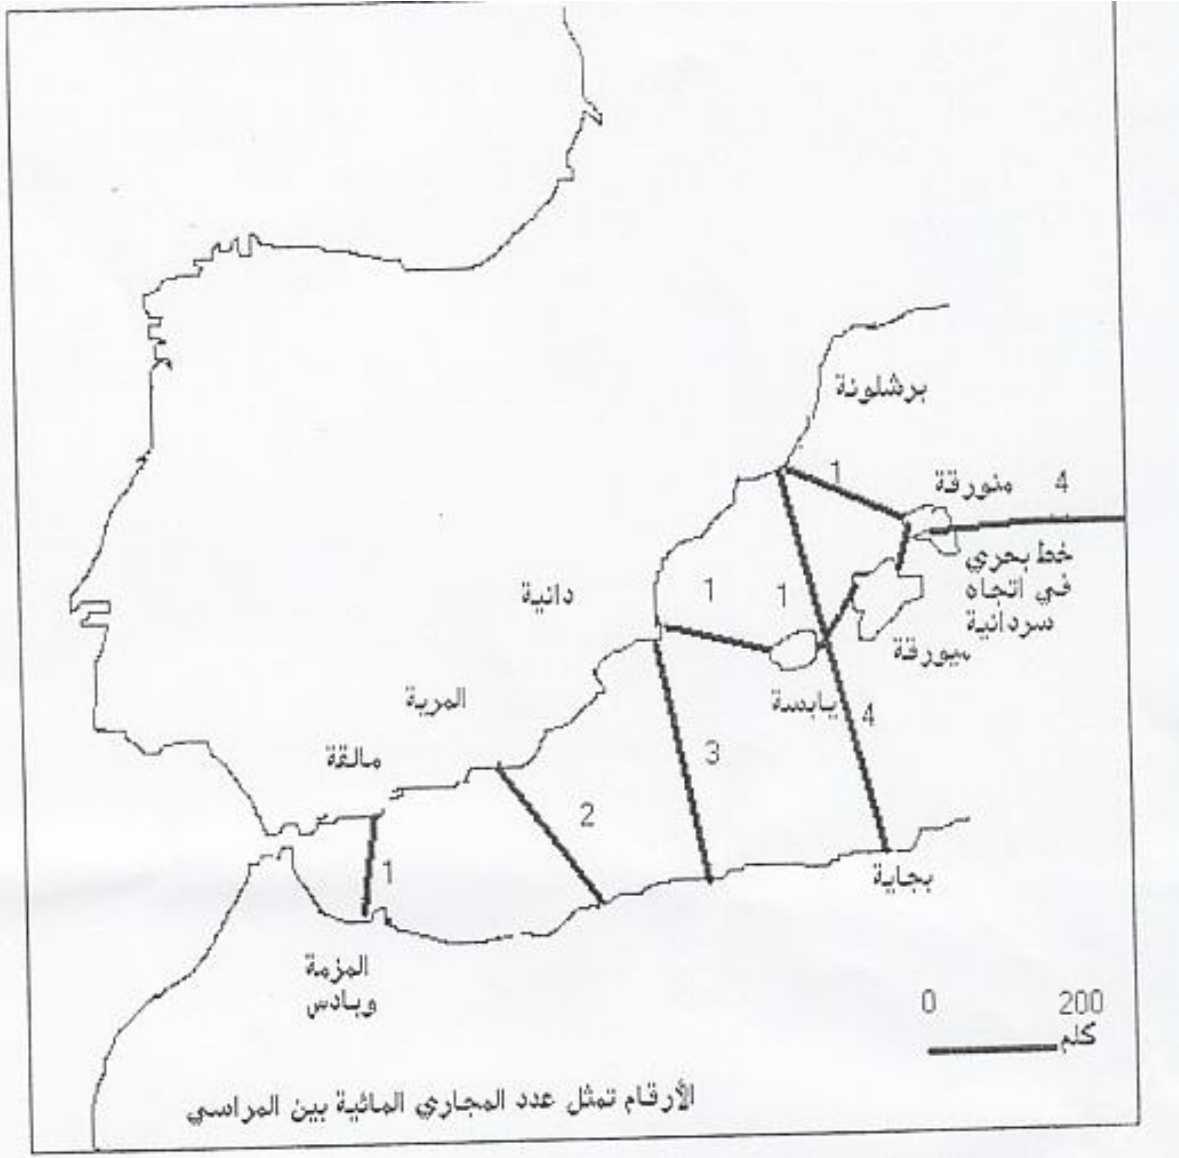 برشلونة
1
منورقة
4
خط بحري
في اتجاه
سردانية
دانية
1
1
ميورقة
المرية
يابسة
4
مالقة
3
2
1
بجاية
المزمة
وبادس
0 200
كلم
الأرقام تمثل عدد المجاري المائية بين المراسي